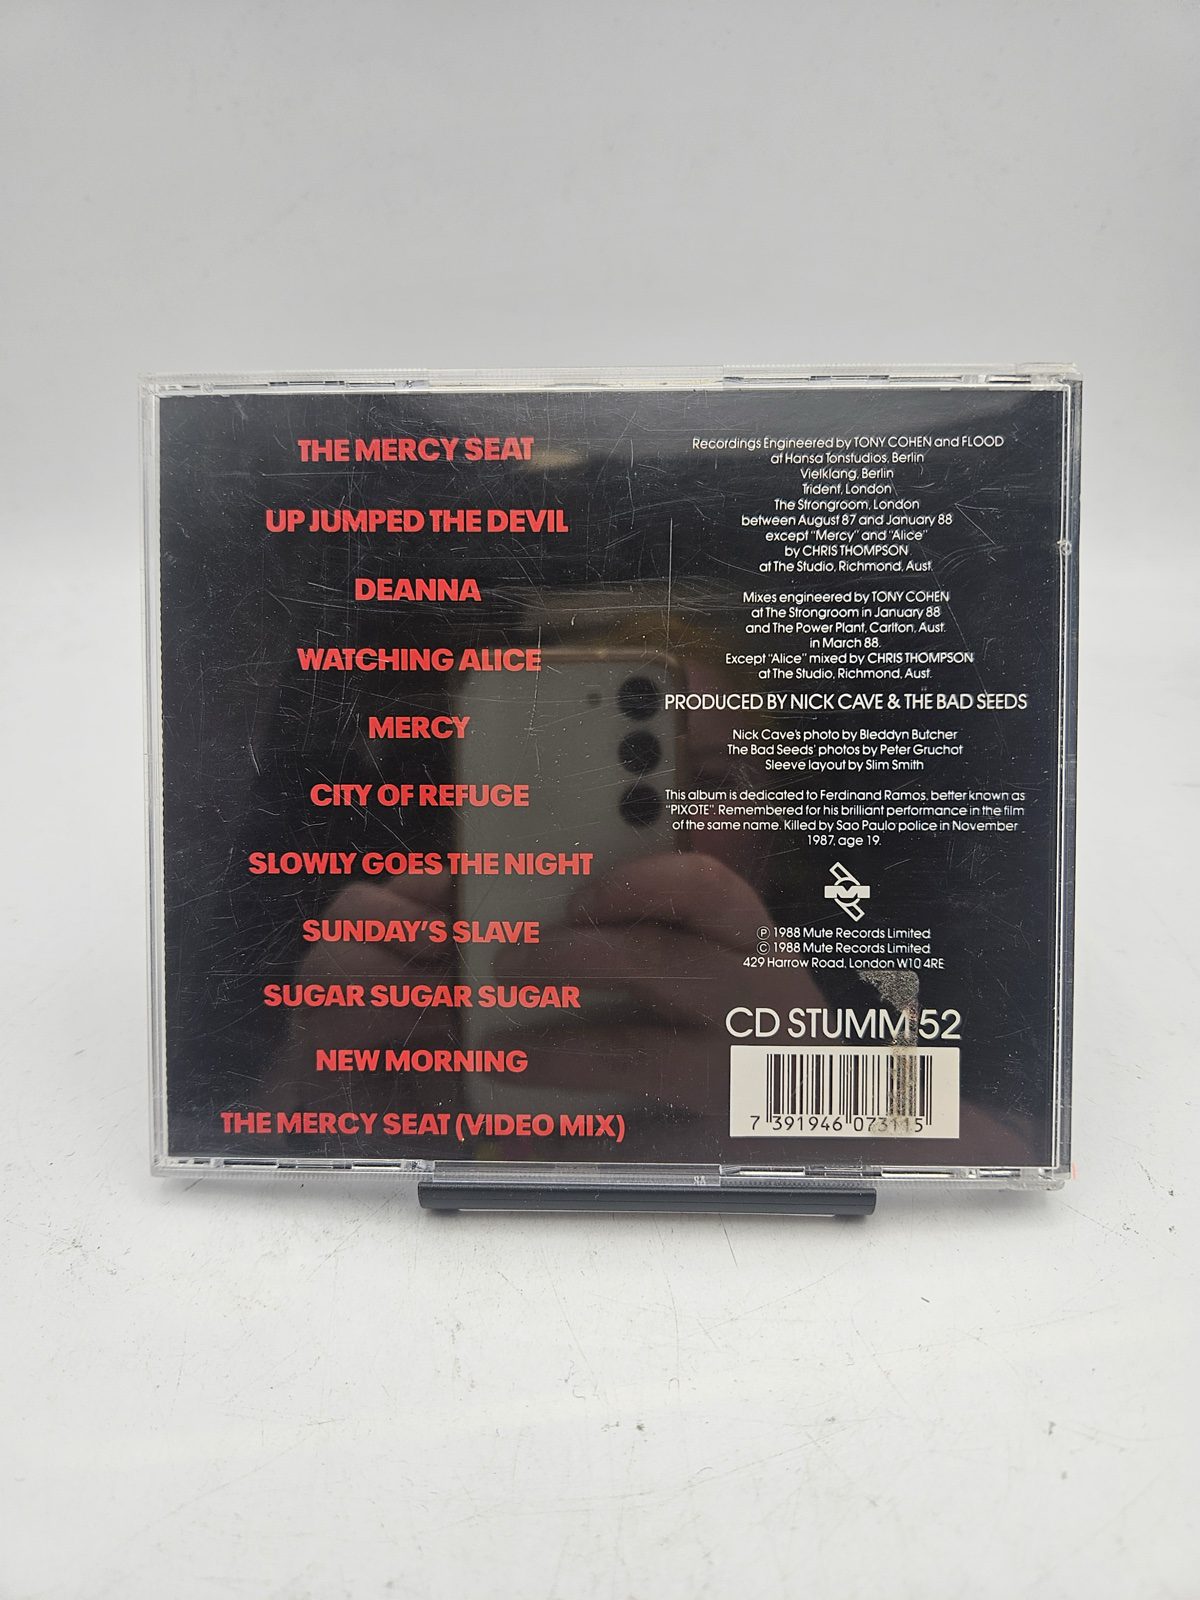 THE MERCY SEAT
UP JUMPED THE DEVIL
DEANNA
WATCHING ALICE
MERCY
CITY OF REFUGE
SLOWLY GOES THE NIGHT
SUNDAY'S SLAVE
SUGAR SUGAR SUGAR
NEW MORNING
THE MERCY SEAT (VIDEO MIX)
Recordings Engineered by TONY COHEN and FLOOD
at Hansa Tonstudios, Berlin
Vielklang, Berlin
Trident, London
The Strongroom, London
between August 87 and January 88
except "Mercy" and "Alice"
by CHRIS THOMPSON
at The Studio, Richmond, Aust.
Mixes engineered by TONY COHEN
at The Strongroom in January 88
and The Power Plant, Carlton, Aust.
in March 88.
Except "Alice" mixed by CHRIS THOMPSON
at The Studio, Richmond, Aust.
PRODUCED BY NICK CAVE & THE BAD SEEDS
Nick Cave's photo by Bleddyn Butcher
The Bad Seeds' photos by Peter Gruchot
Sleeve layout by Slim Smith
This album is dedicated to Ferdinand Ramos, better known as
"PIXOTE". Remembered for his brilliant performance in the film
of the same name. Killed by Sao Paulo police in November
1987, age 19.
M
℗ 1988 Mute Records Limited
© 1988 Mute Records Limited
429 Harrow Road, London W10 4RE
CD STUMM 52
7 391946 073115